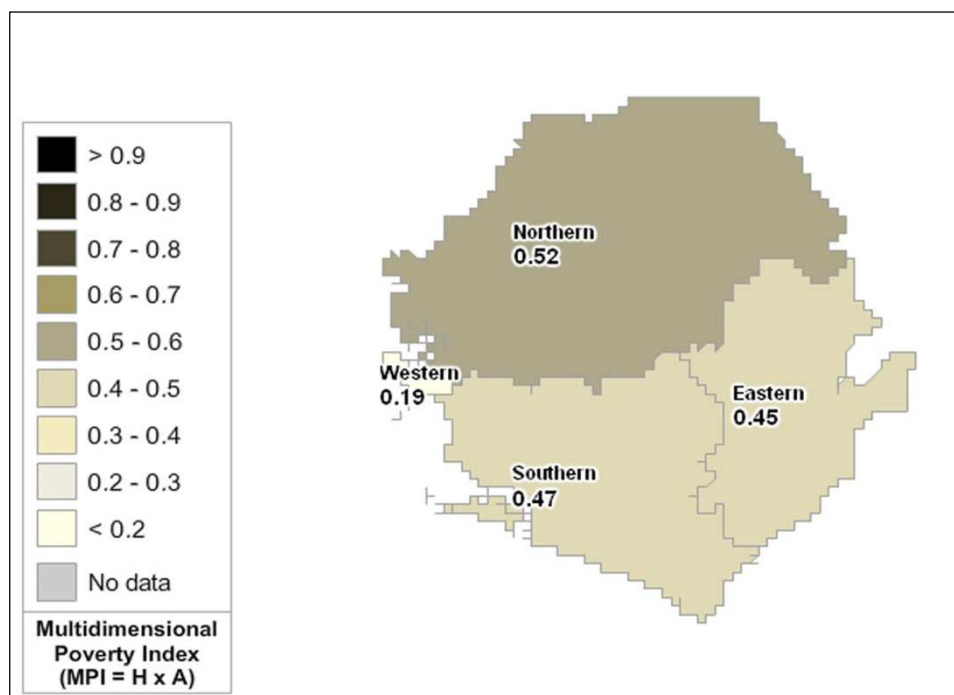 > 0.9
0.8 - 0.9
0.7 - 0.8
0.6 - 0.7
0.5 - 0.6
0.4 - 0.5
0.3 - 0.4
0.2 - 0.3
< 0.2
No data
Multidimensional
Poverty Index
(MPI = H x A)
Northern
0.52
Western
0.19
Eastern
0.45
Southern
0.47